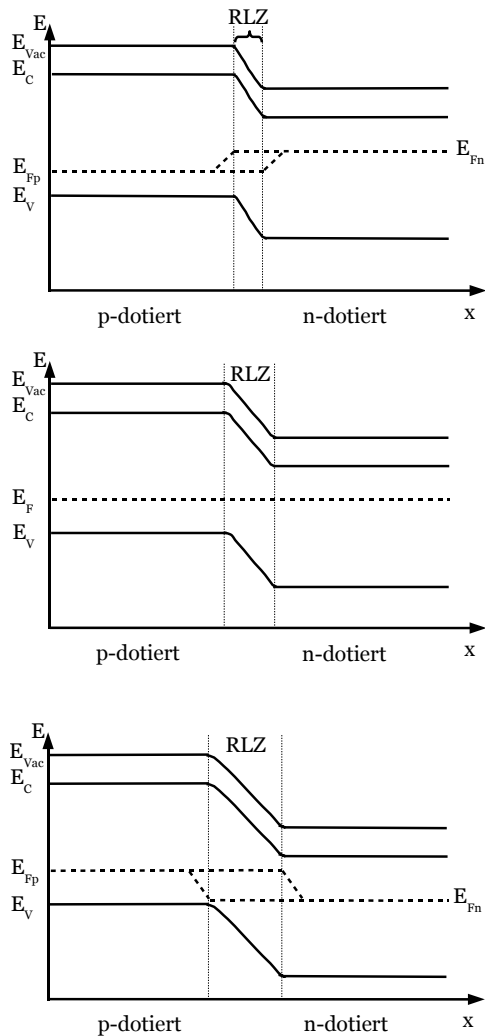 E
RLZ
E_Vac
E_C
E_Fn
E_Fp
E_V
p-dotiert
n-dotiert
x
E
E_Vac
RLZ
E_C
E_F
E_V
p-dotiert
n-dotiert
x
E
E_Vac
RLZ
E_C
E_Fp
E_V
E_Fn
p-dotiert
n-dotiert
x